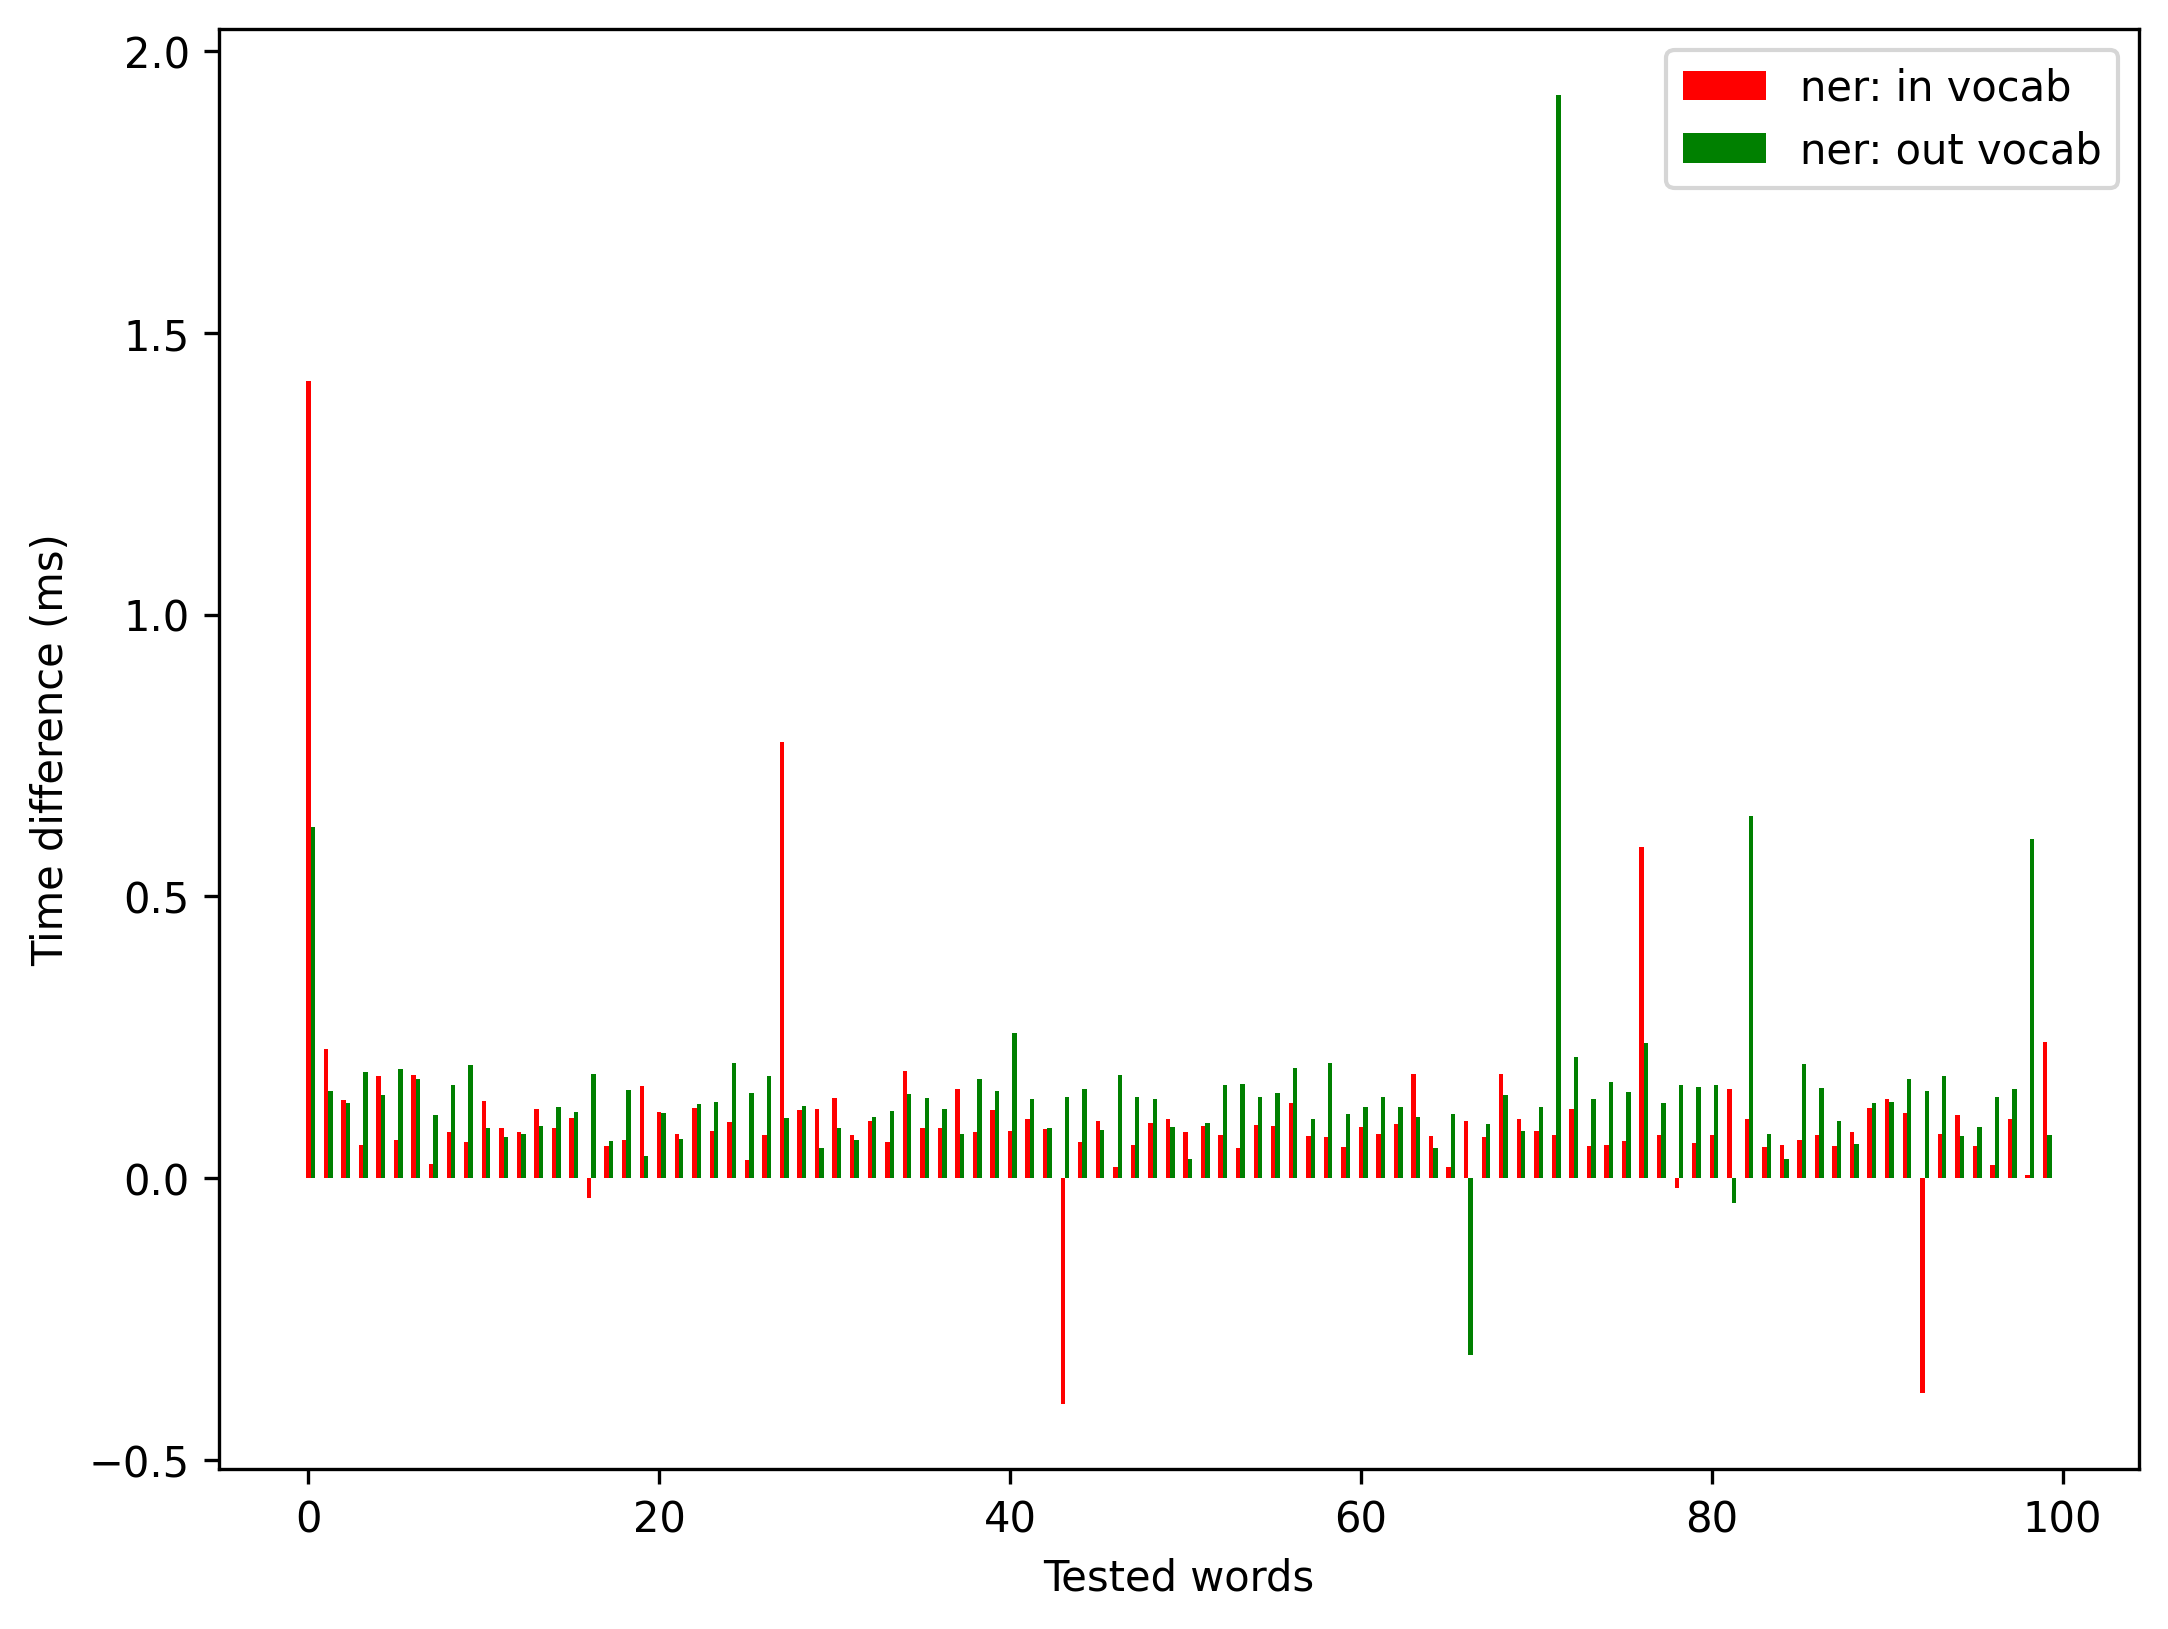 2.0
1.5
1.0
0.5
0.0
−0.5
Time difference (ms)
ner: in vocab
ner: out vocab
0 20 40 60 80 100
Tested words